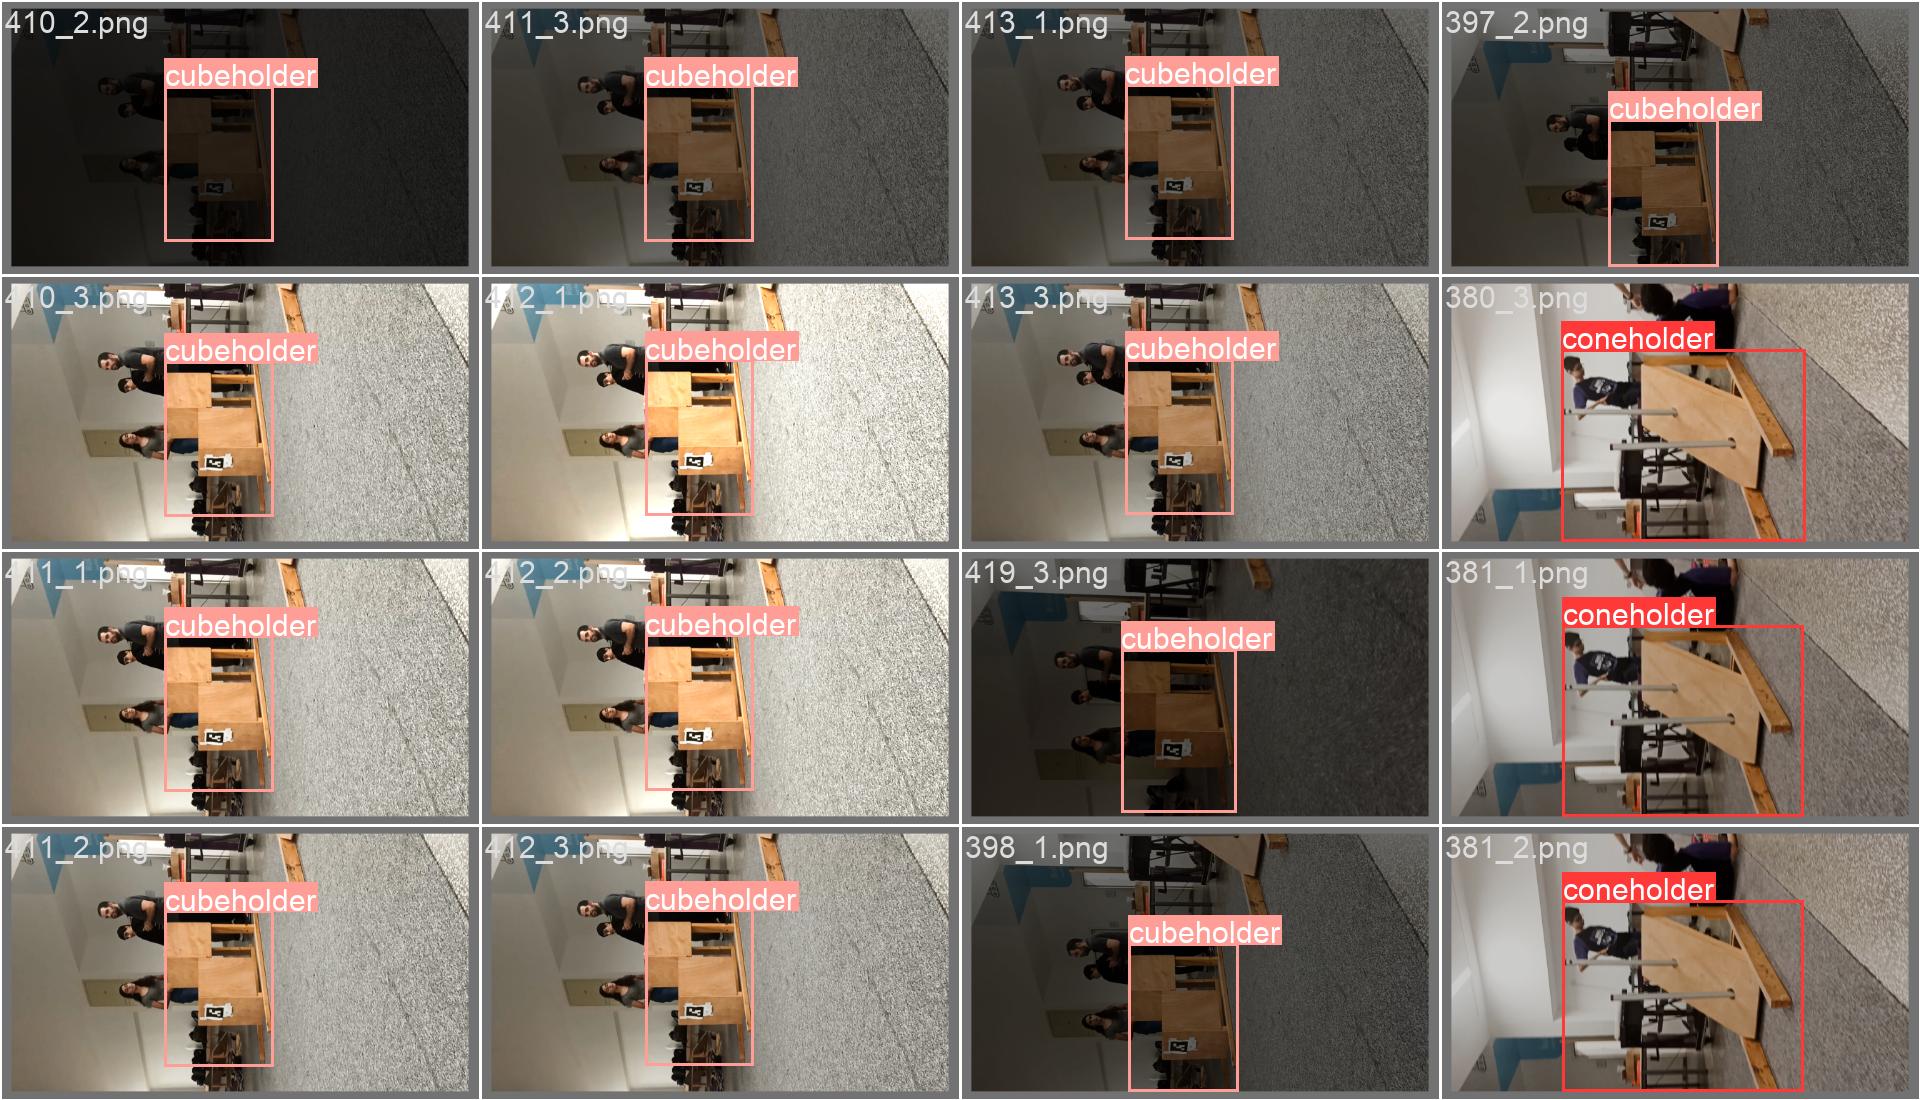 410_2.png
cubeholder
411_3.png
cubeholder
413_1.png
cubeholder
397_2.png
cubeholder
410_3.png
cubeholder
412_1.png
cubeholder
413_3.png
cubeholder
380_3.png
coneholder
411_1.png
cubeholder
412_2.png
cubeholder
419_3.png
cubeholder
381_1.png
coneholder
411_2.png
cubeholder
412_3.png
cubeholder
398_1.png
cubeholder
381_2.png
coneholder